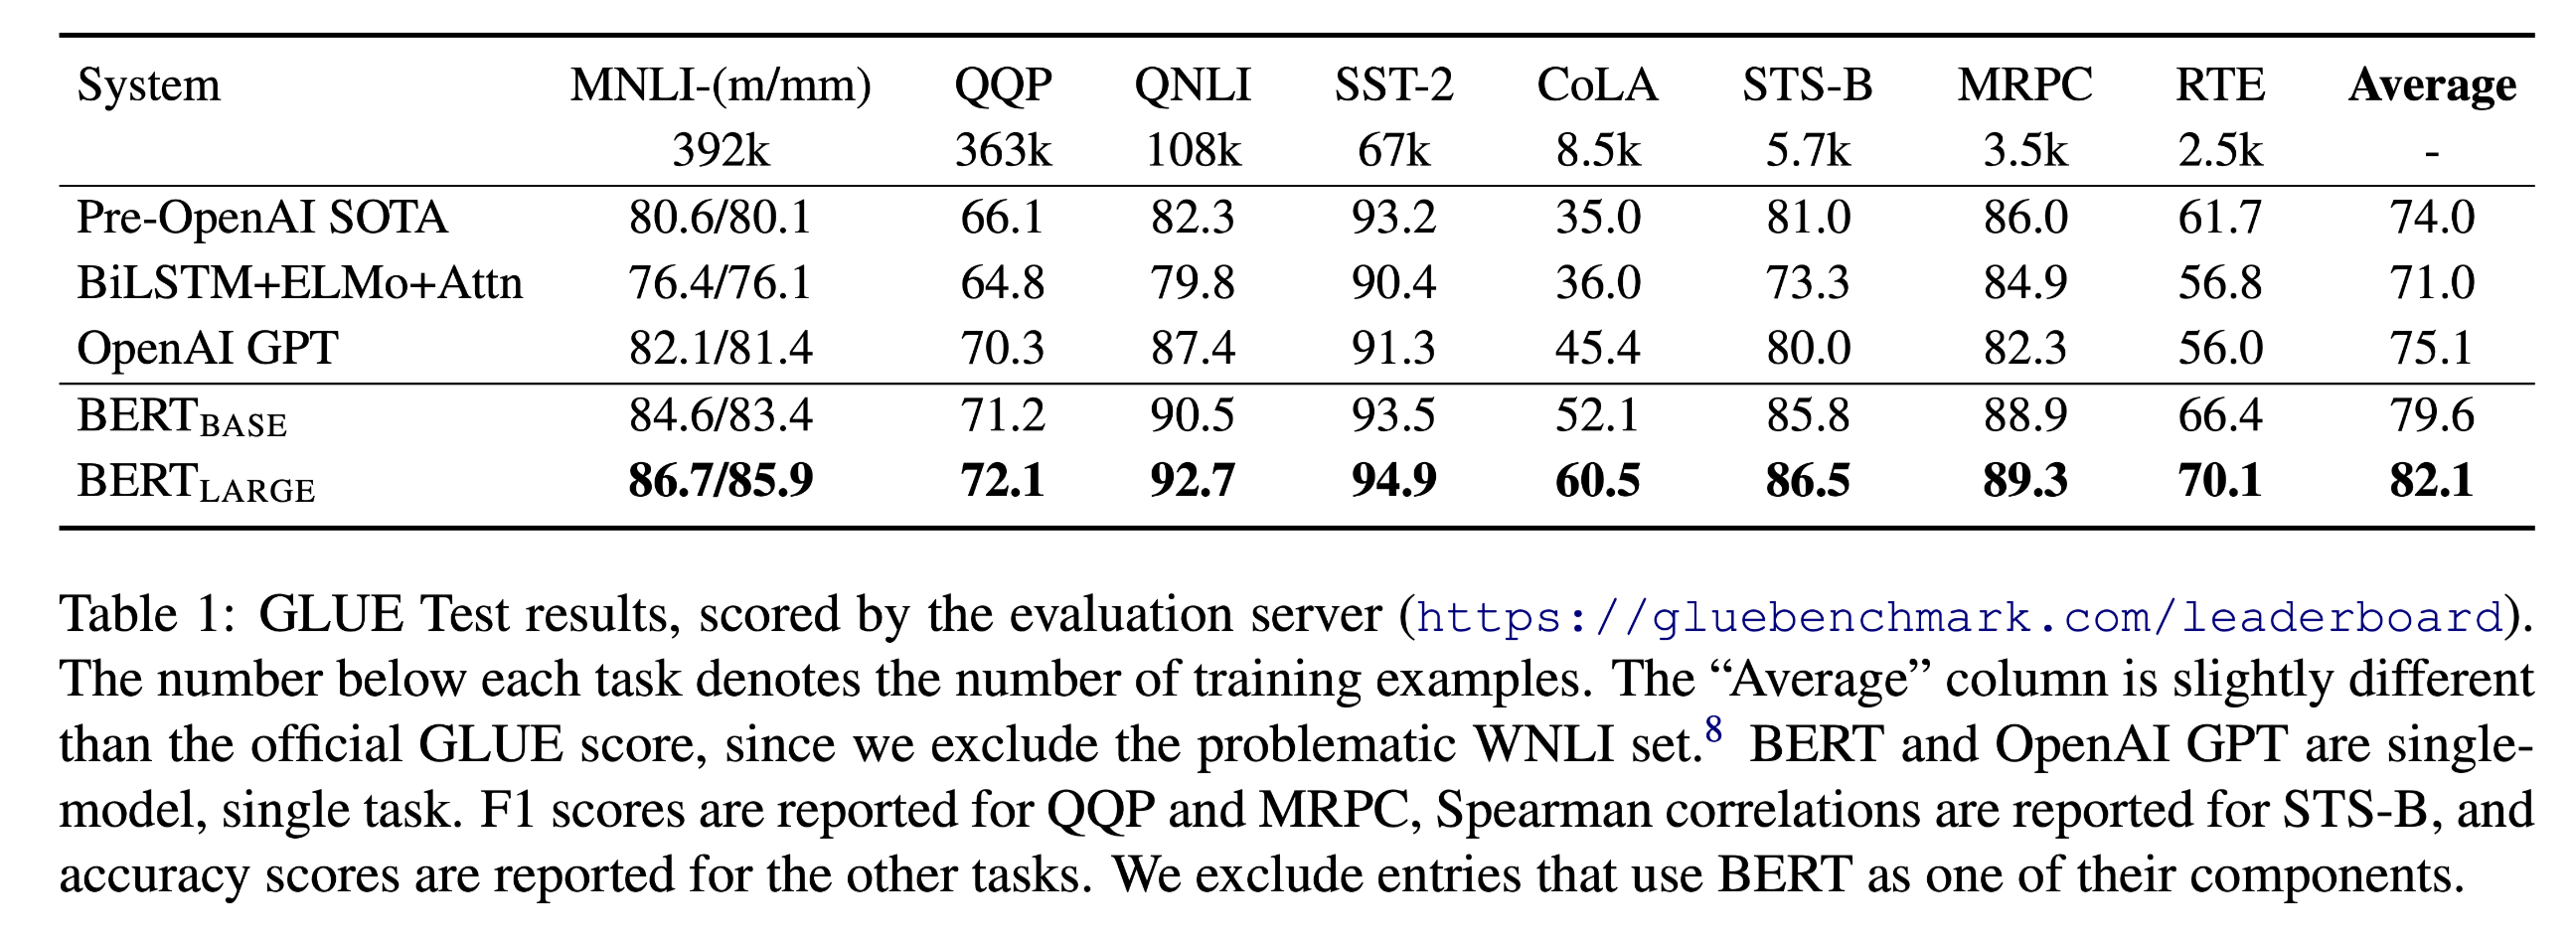 System MNLI-(m/mm) QQP QNLI SST-2 CoLA STS-B MRPC RTE Average
392k 363k 108k 67k 8.5k 5.7k 3.5k 2.5k -
Pre-OpenAI SOTA 80.6/80.1 66.1 82.3 93.2 35.0 81.0 86.0 61.7 74.0
BiLSTM+ELMo+Attn 76.4/76.1 64.8 79.8 90.4 36.0 73.3 84.9 56.8 71.0
OpenAI GPT 82.1/81.4 70.3 87.4 91.3 45.4 80.0 82.3 56.0 75.1
BERTBASE 84.6/83.4 71.2 90.5 93.5 52.1 85.8 88.9 66.4 79.6
BERTLARGE 86.7/85.9 72.1 92.7 94.9 60.5 86.5 89.3 70.1 82.1
Table 1: GLUE Test results, scored by the evaluation server (https://gluebenchmark.com/leaderboard).
The number below each task denotes the number of training examples. The “Average” column is slightly different
than the official GLUE score, since we exclude the problematic WNLI set.8 BERT and OpenAI GPT are single-
model, single task. F1 scores are reported for QQP and MRPC, Spearman correlations are reported for STS-B, and
accuracy scores are reported for the other tasks. We exclude entries that use BERT as one of their components.